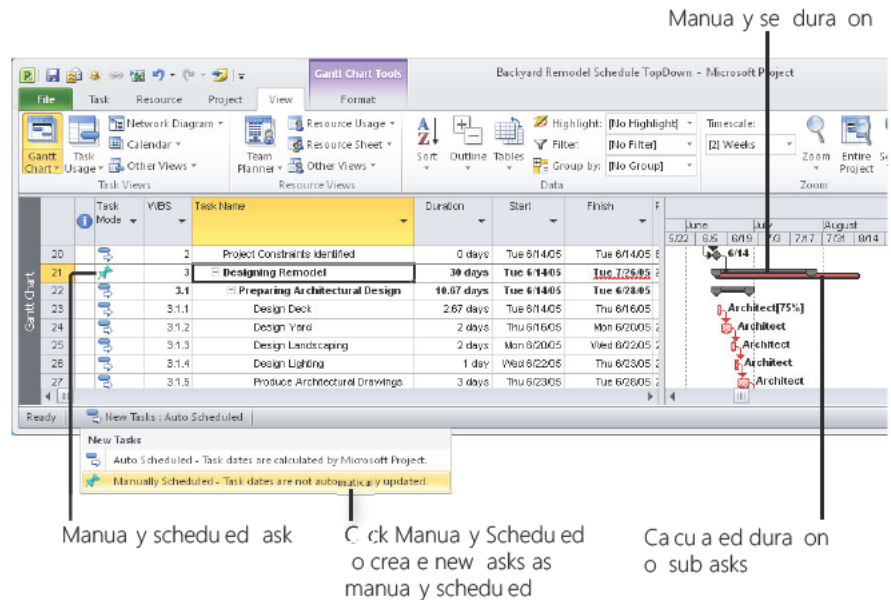 Manua y se dura on
Gantt Chart Tools
Backyard Remodel Schedule TopDown - Microsoft Project
File Task Resource Project View Format
Gantt Chart
Task Usage
Network Diagram
Calendar
Other Views
Task Views
Team Planner
Resource Usage
Resource Sheet
Other Views
Resource Views
Sort
Outline
Tables
Highlight: [No Highlight]
Filter: [No Filter]
Group by: [No Group]
Data
Timescale:
[2] Weeks
Zoom
Entire Project
Zoom
Task Mode WBS Task Name Duration Start Finish
June July August
5/22 6/5 6/19 7/3 7/17 7/31 8/14
20 2 Project Constraints identified 0 days Tue 6/14/05 Tue 6/14/05 6/14
21 3 Designing Remodel 30 days Tue 6/14/05 Tue 7/26/05
22 3.1 Preparing Architectural Design 10.67 days Tue 6/14/05 Tue 6/28/05
23 3.1.1 Design Deck 2.67 days Tue 6/14/05 Thu 6/16/05 Architect[75%]
24 3.1.2 Design Yard 2 days Thu 6/16/05 Mon 6/20/05 Architect
25 3.1.3 Design Landscaping 2 days Mon 6/20/05 Wed 6/22/05 Architect
26 3.1.4 Design Lighting 1 day Wed 6/22/05 Thu 6/23/05 Architect
27 3.1.5 Produce Architectural Drawings 3 days Thu 6/23/05 Tue 6/28/05 Architect
Gantt Chart
Ready New Tasks : Auto Scheduled
New Tasks
Auto Scheduled - Task dates are calculated by Microsoft Project.
Manually Scheduled - Task dates are not automatically updated.
Manua y schedu ed ask
C ck Manua y Schedu ed
o crea e new asks as
manua y schedu ed
Ca cu a ed dura on
o sub asks